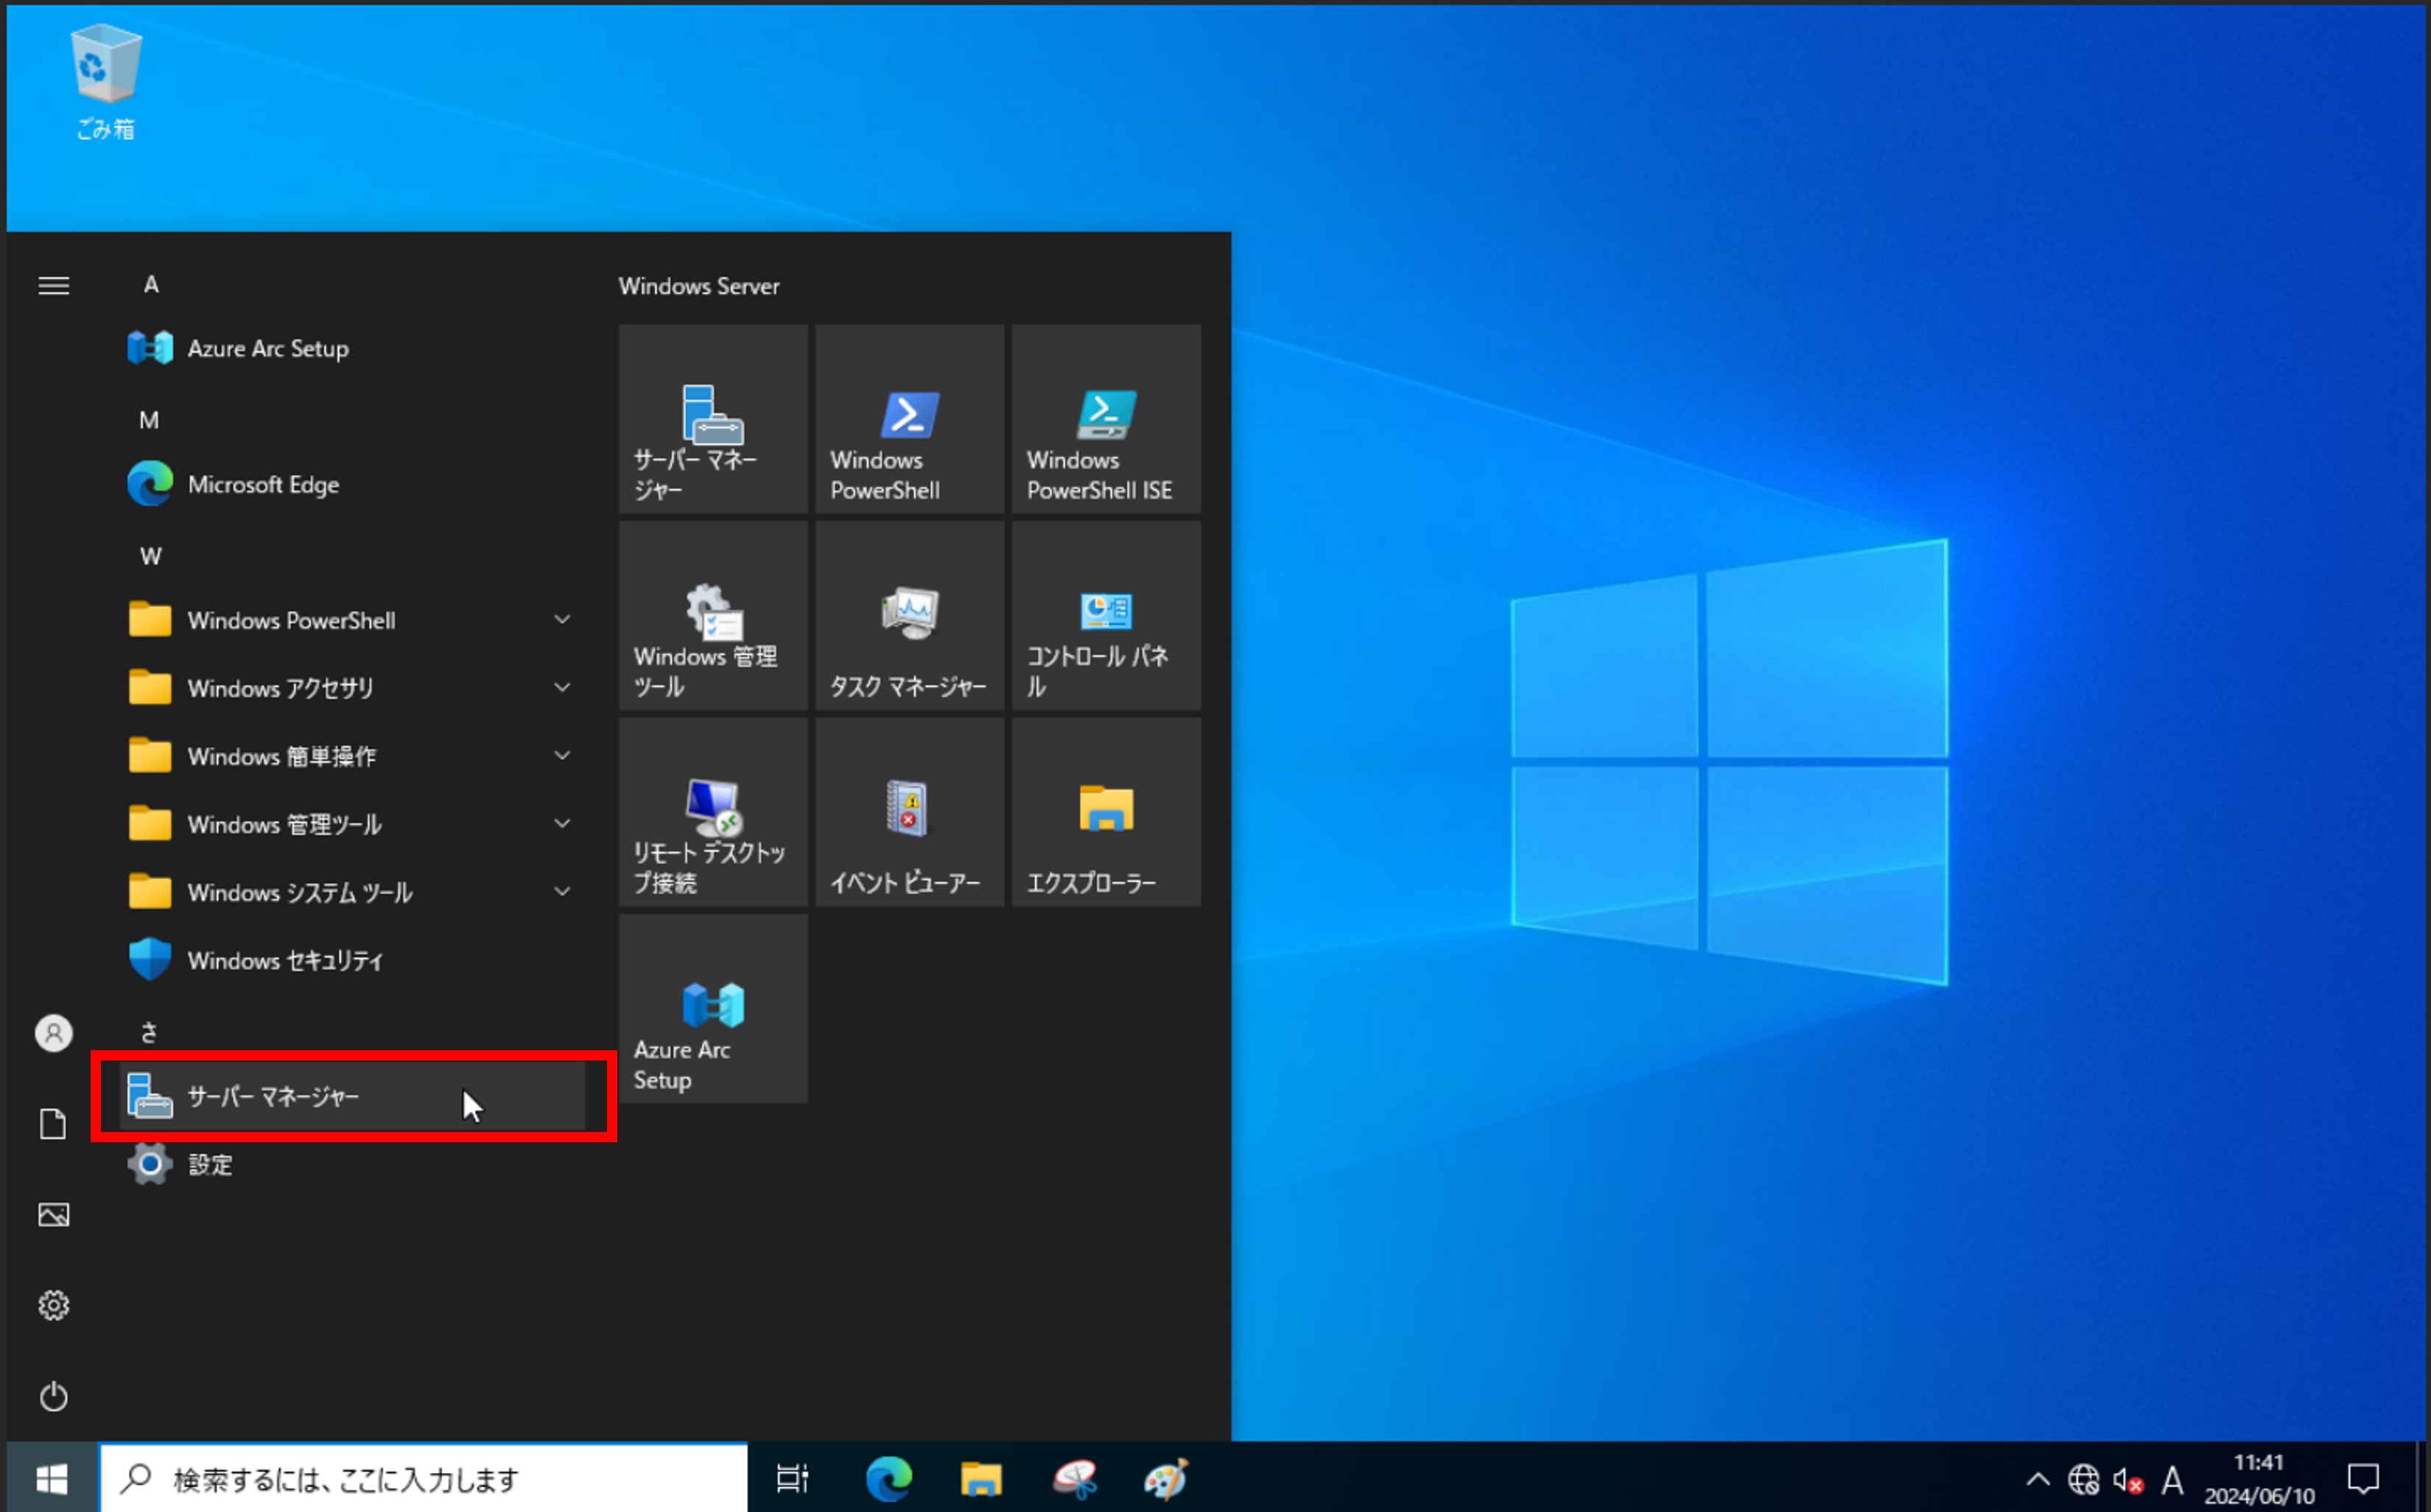 ごみ箱
A
Azure Arc Setup
M
Microsoft Edge
W
Windows PowerShell
Windows アクセサリ
Windows 簡単操作
Windows 管理ツール
Windows システム ツール
Windows セキュリティ
さ
サーバー マネージャー
設定
Windows Server
サーバー マネー
ジャー
Windows
PowerShell
Windows
PowerShell ISE
Windows 管理
ツール
タスク マネージャー
コントロール パネ
ル
リモート デスクトッ
プ接続
イベント ビューアー
エクスプローラー
Azure Arc
Setup
検索するには、ここに入力します
A
11:41
2024/06/10